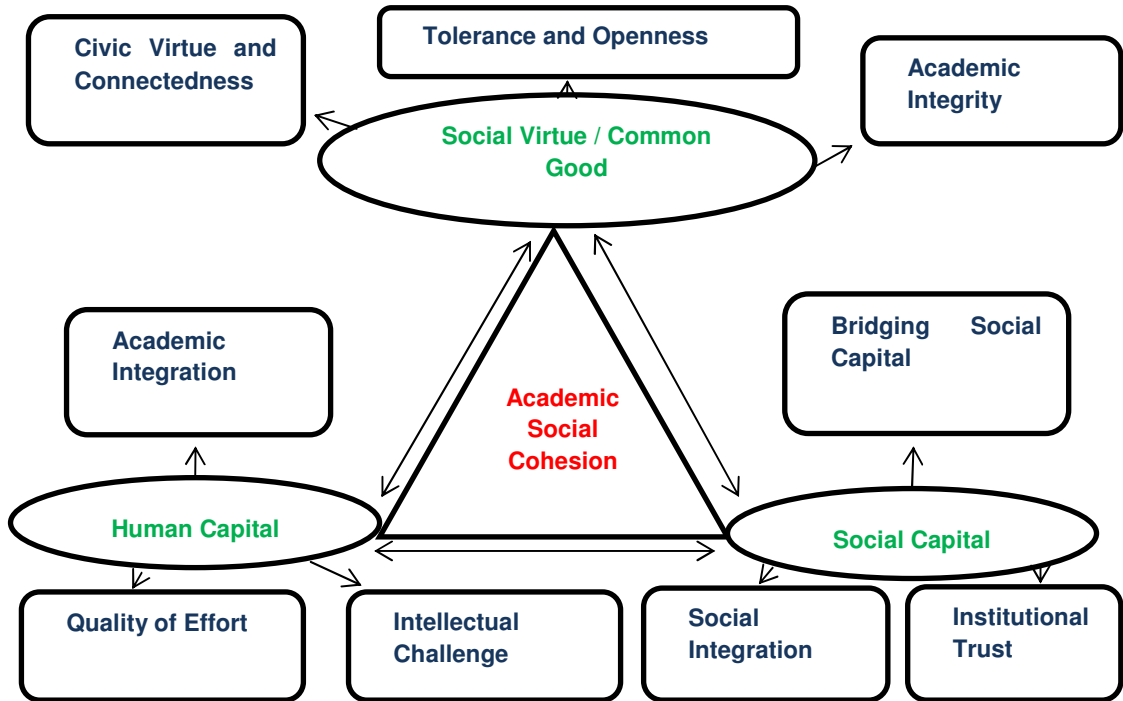 Civic Virtue and
Connectedness
Tolerance and Openness
Academic
Integrity
Social Virtue / Common
Good
Academic
Integration
Bridging Social
Capital
Academic
Social
Cohesion
Human Capital
Social Capital
Quality of Effort
Intellectual
Challenge
Social
Integration
Institutional
Trust